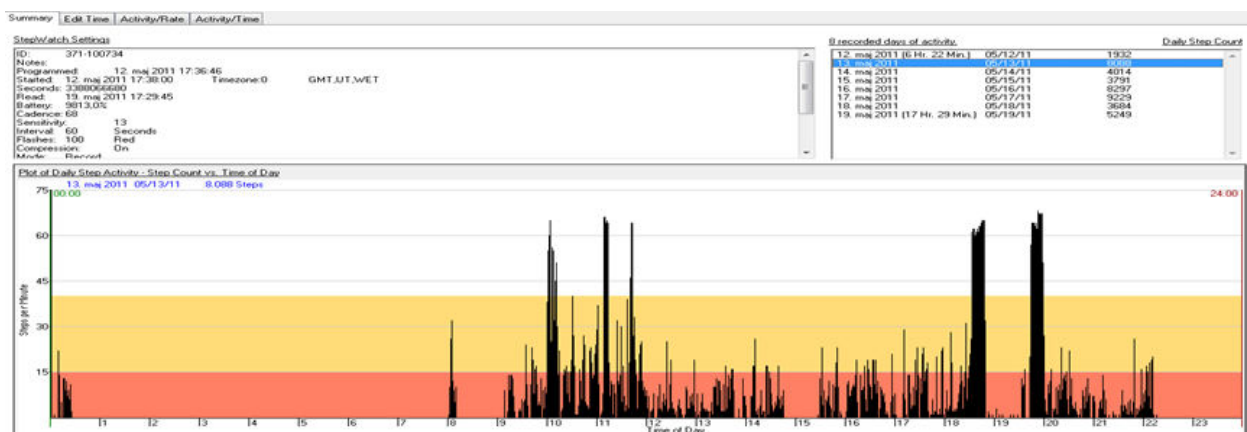 Summary Edit Time Activity/Rate Activity/Time
StepWatch Settings
ID: 371-100734
Notes:
Programmed: 12. maj 2011 17:36:46
Started: 12. maj 2011 17:38:00 Timezone:0 GMT,UT,WET
Seconds: 3388066680
Read: 19. maj 2011 17:29:45
Battery: 9813,0%
Cadence: 68
Sensitivity: 13
Interval: 60 Seconds
Flashes: 100 Red
Compression: On
Mode: Record
8 recorded days of activity. Daily Step Count
12. maj 2011 (6 Hr. 22 Min.) 05/12/11 1932
13. maj 2011 05/13/11 8088
14. maj 2011 05/14/11 4014
15. maj 2011 05/15/11 3791
16. maj 2011 05/16/11 8297
17. maj 2011 05/17/11 9229
18. maj 2011 05/18/11 3684
19. maj 2011 (17 Hr. 29 Min.) 05/19/11 5249
Plot of Daily Step Activity - Step Count vs. Time of Day
13. maj 2011 05/13/11 8.088 Steps
75 00:00 24:00
60
45
30
15
Steps per Minute
1 2 3 4 5 6 7 8 9 10 11 12 13 14 15 16 17 18 19 20 21 22 23
Time of Day